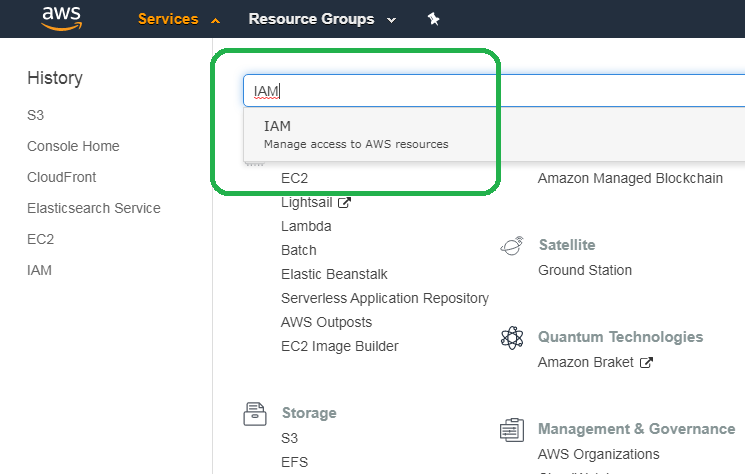 aws
Services
Resource Groups
History
S3
Console Home
CloudFront
Elasticsearch Service
EC2
IAM
IAM
IAM
Manage access to AWS resources
EC2
Lightsail
Lambda
Batch
Elastic Beanstalk
Serverless Application Repository
AWS Outposts
EC2 Image Builder
Storage
S3
EFS
Amazon Managed Blockchain
Satellite
Ground Station
Quantum Technologies
Amazon Braket
Management & Governance
AWS Organizations